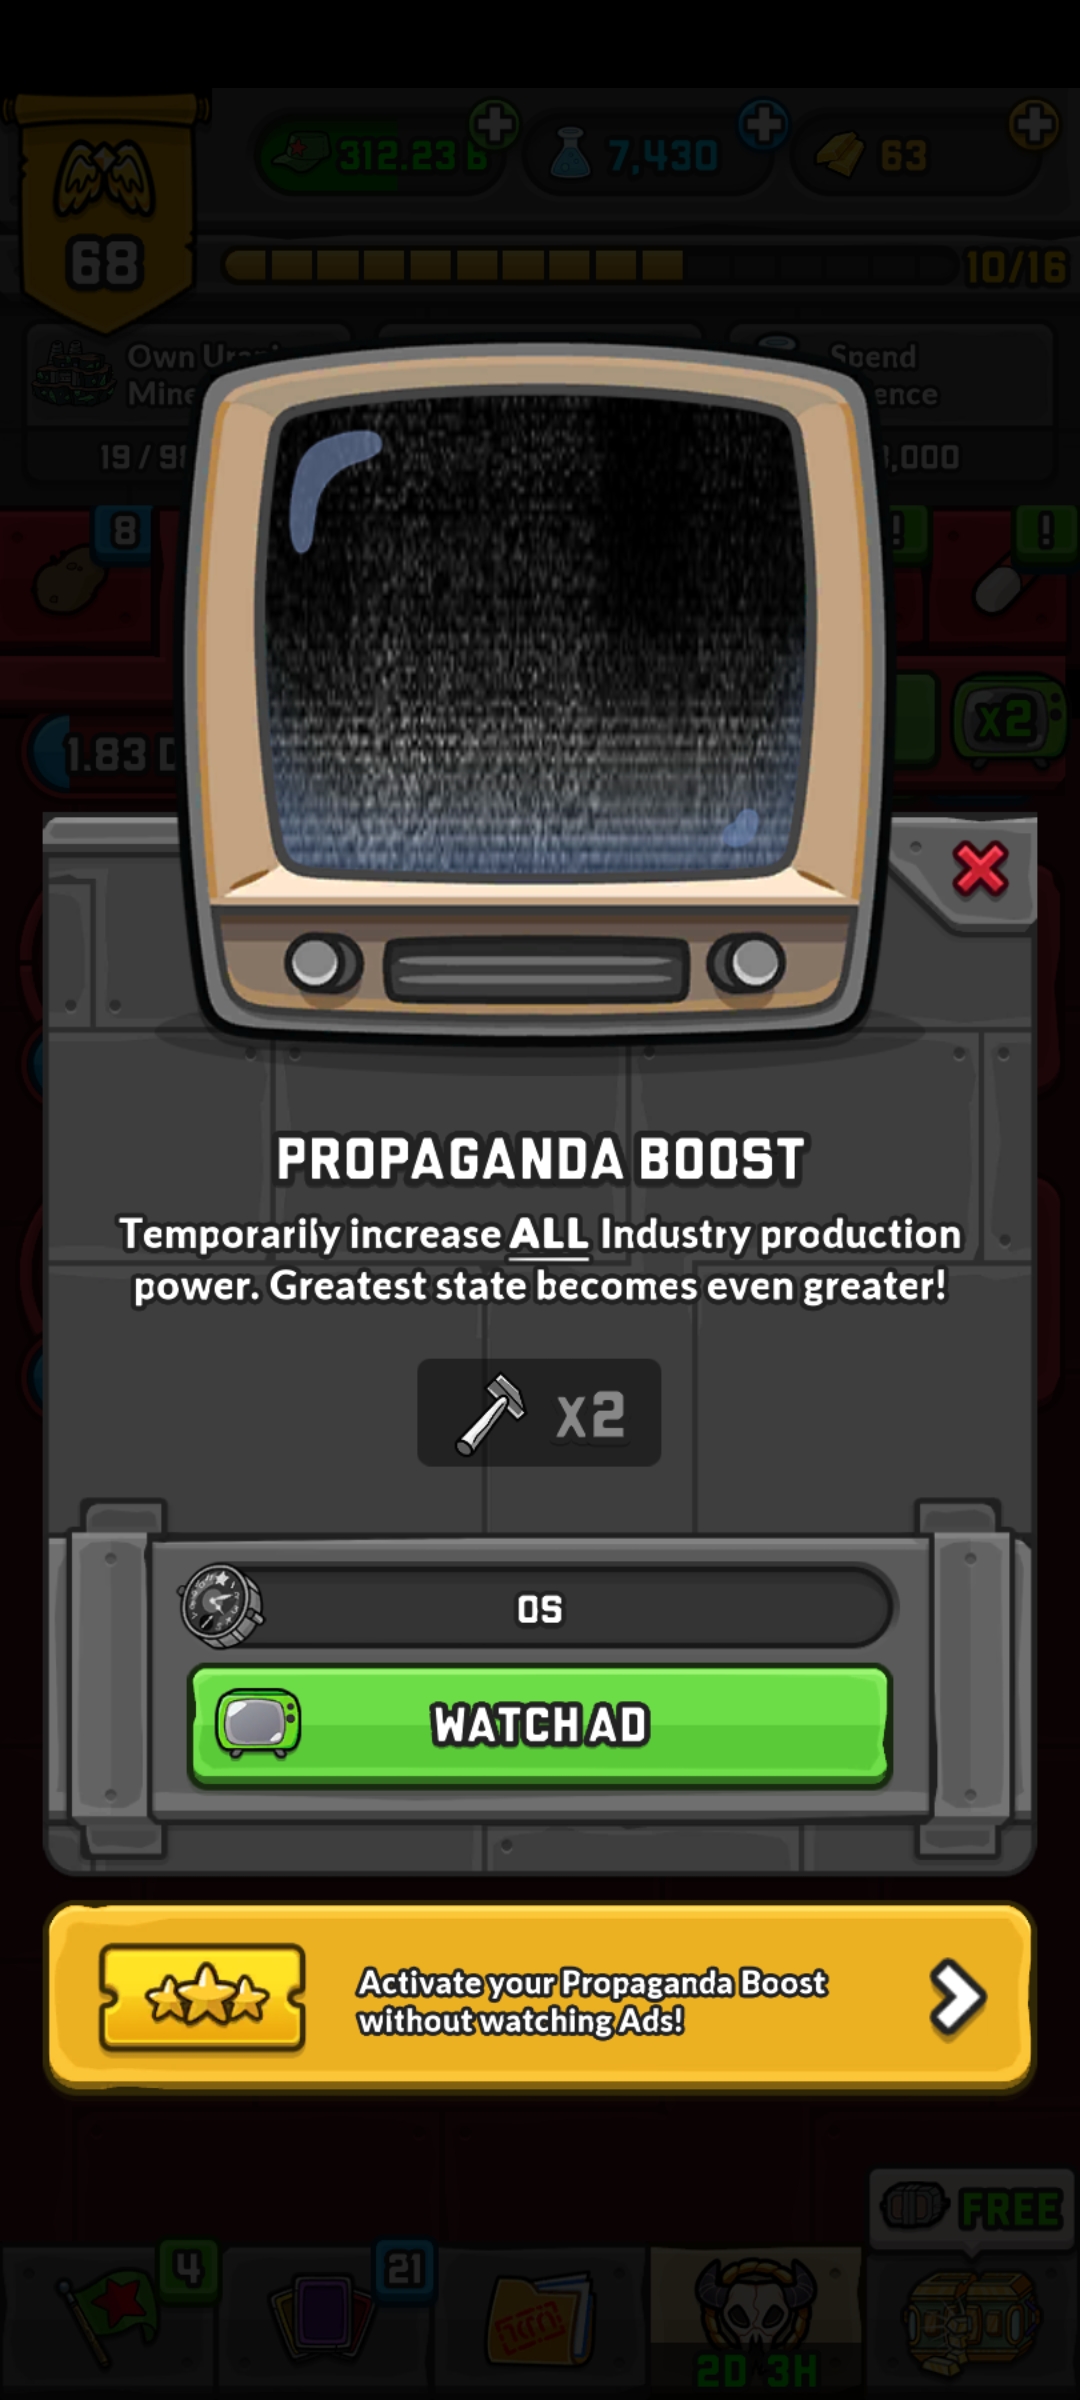 312.23 B
7,430
63
68
10/16
Own
Mine
Spend
19 / 98
,000
8
!
!
1.83
x2
PROPAGANDA BOOST
Temporarily increase ALL Industry production
power. Greatest state becomes even greater!
x2
0S
WATCH AD
Activate your Propaganda Boost
without watching Ads!
FREE
4
21
2D 3H